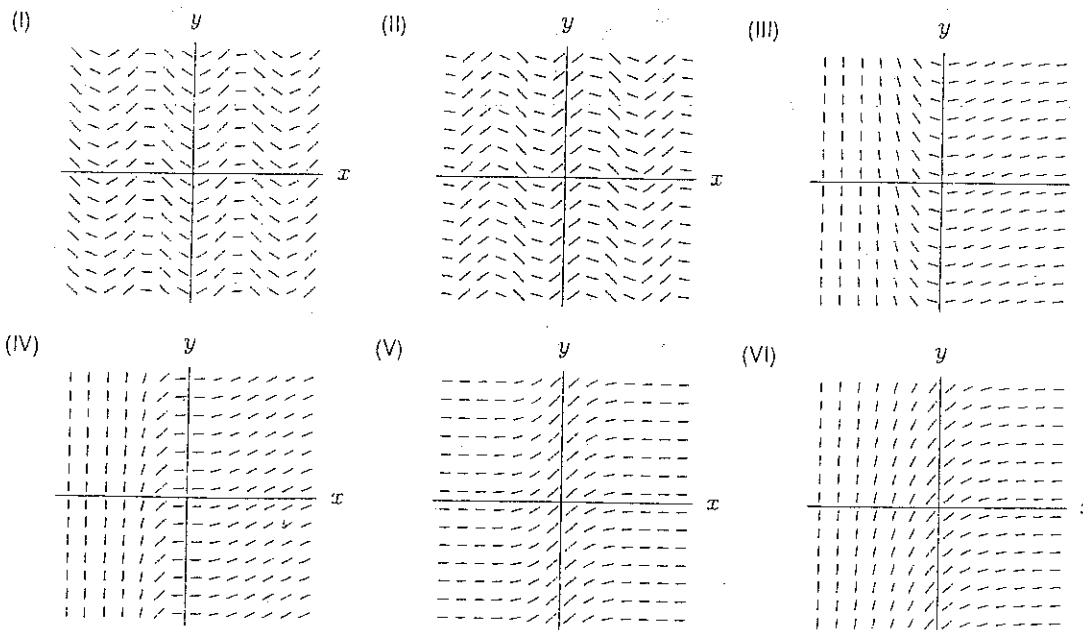 (I) y (II) y (III) y
x x
(IV) y (V) y (VI) y
x x